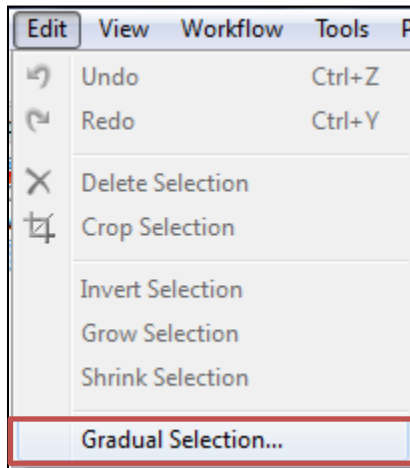 Edit View Workflow Tools
Undo Ctrl+Z
Redo Ctrl+Y
Delete Selection
Crop Selection
Invert Selection
Grow Selection
Shrink Selection
Gradual Selection...